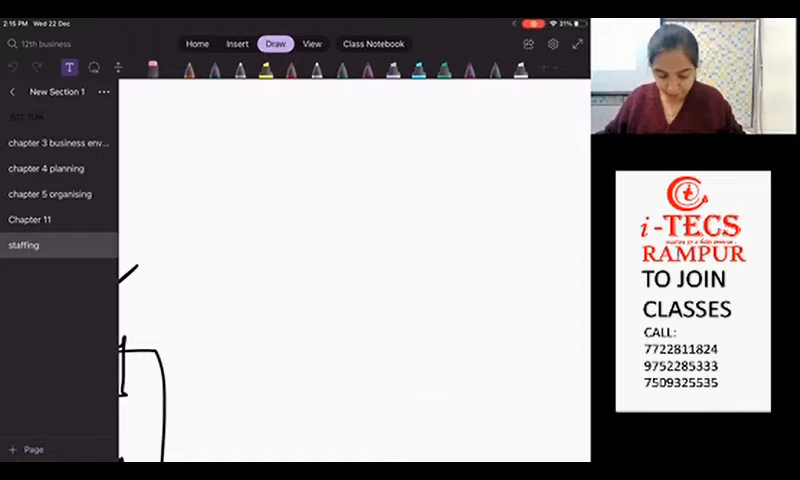 2:15 PM Wed 22 Dec
31%
12th business
Home Insert Draw View Class Notebook
New Section 1
chapter 3 business env...
chapter 4 planning
chapter 5 organising
Chapter 11
staffing
Page
i-TECS
RAMPUR
TO JOIN
CLASSES
CALL:
7722811824
9752285333
7509325535